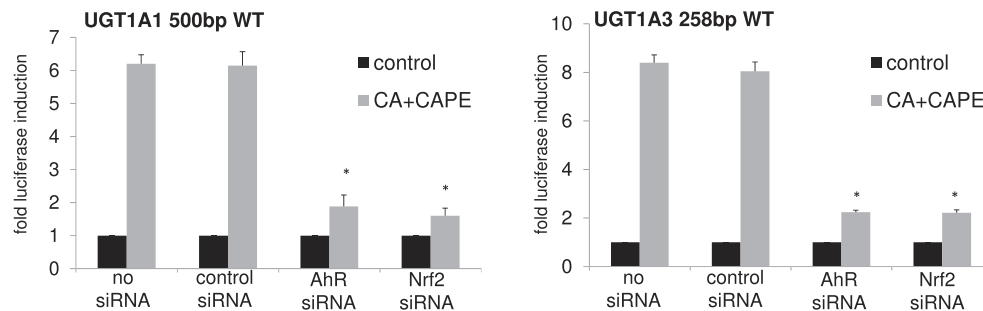 UGT1A1 500bp WT
fold luciferase induction
7
6
5
4
3
2
1
0
control
CA+CAPE
*
*
no siRNA
control siRNA
AhR siRNA
Nrf2 siRNA
UGT1A3 258bp WT
fold luciferase induction
10
8
6
4
2
0
control
CA+CAPE
*
*
no siRNA
control siRNA
AhR siRNA
Nrf2 siRNA